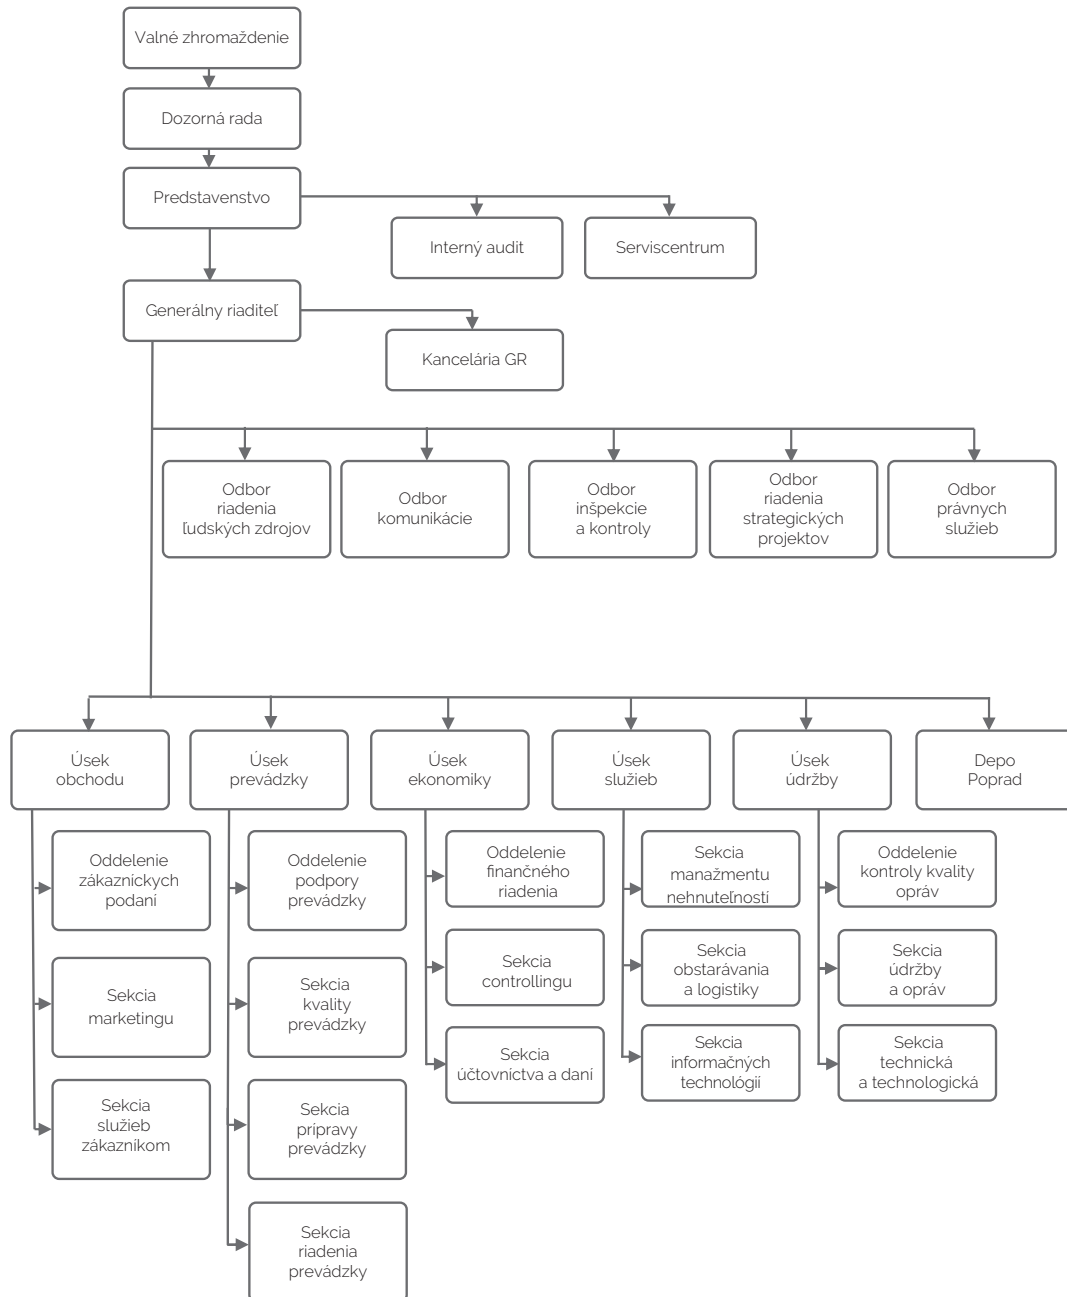 Valné zhromaždenie
Dozorná rada
Predstavenstvo
Interný audit
Serviscentrum
Generálny riaditeľ
Kancelária GR
Odbor
riadenia
ľudských zdrojov
Odbor
komunikácie
Odbor
inšpekcie
a kontroly
Odbor
riadenia
strategických
projektov
Odbor
právnych
služieb
Úsek
obchodu
Úsek
prevádzky
Úsek
ekonomiky
Úsek
služieb
Úsek
údržby
Depo
Poprad
Oddelenie
zákazníckych
podaní
Sekcia
marketingu
Sekcia
služieb
zákazníkom
Oddelenie
podpory
prevádzky
Sekcia
kvality
prevádzky
Sekcia
prípravy
prevádzky
Sekcia
riadenia
prevádzky
Oddelenie
finančného
riadenia
Sekcia
controllingu
Sekcia
účtovníctva a daní
Sekcia
manažmentu
nehnuteľností
Sekcia
obstarávania
a logistiky
Sekcia
informačných
technológií
Oddelenie
kontroly kvality
opráv
Sekcia
údržby
a opráv
Sekcia
technická
a technologická